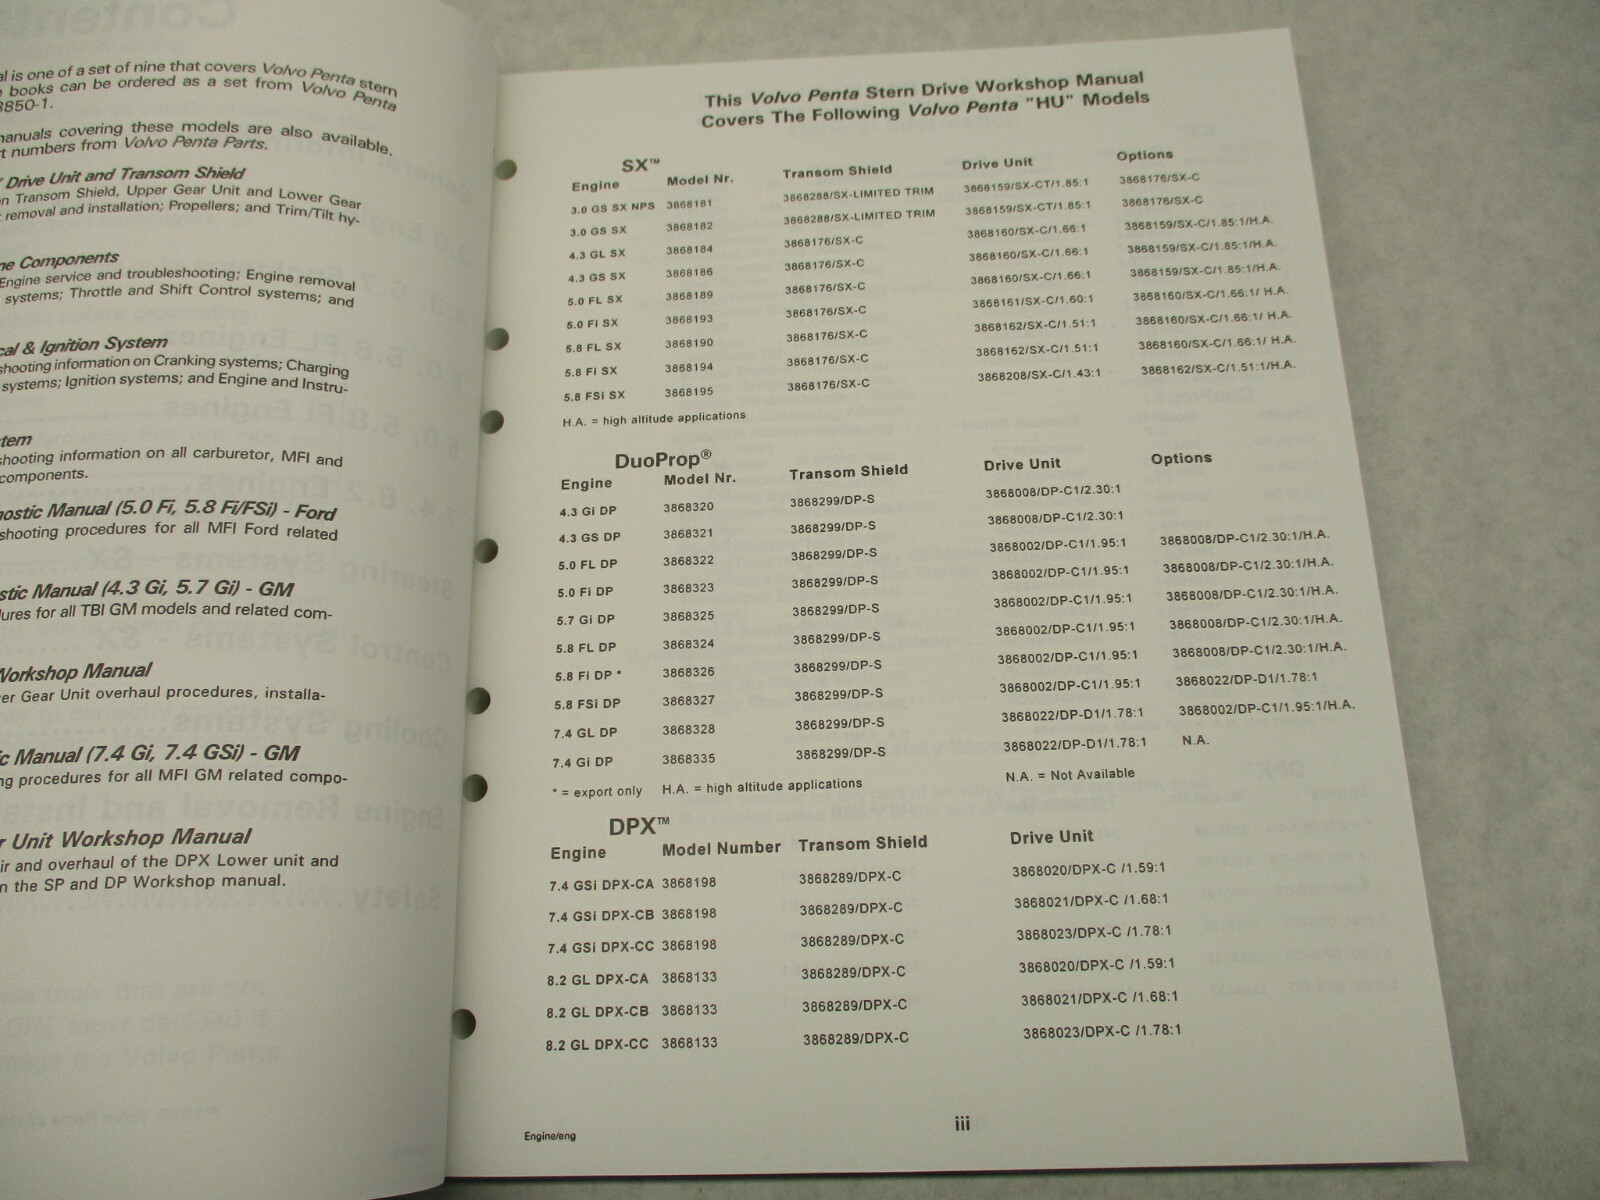 al is one of a set of nine that covers Volvo Penta stern
books can be ordered as a set from Volvo Penta
8850-1.
manuals covering these models are also available.
t numbers from Volvo Penta Parts.
Drive Unit and Transom Shield
on Transom Shield, Upper Gear Unit and Lower Gear
removal and installation; Propellers; and Trim/Tilt hy-
ne Components
Engine service and troubleshooting; Engine removal
systems; Throttle and Shift Control systems; and
cal & Ignition System
shooting information on Cranking systems; Charging
systems; Ignition systems; and Engine and Instru-
tem
shooting information on all carburetor, MFI and
components.
nostic Manual (5.0 Fi, 5.8 Fi/FSi) - Ford
shooting procedures for all MFI Ford related
stic Manual (4.3 Gi, 5.7 Gi) - GM
ures for all TBI GM models and related com-
Workshop Manual
er Gear Unit overhaul procedures, installa-
c Manual (7.4 Gi, 7.4 GSi) - GM
ng procedures for all MFI GM related compo-
r Unit Workshop Manual
ir and overhaul of the DPX Lower unit and
n the SP and DP Workshop manual.
This Volvo Penta Stern Drive Workshop Manual
Covers The Following Volvo Penta "HU" Models
SX™
Engine Model Nr. Transom Shield Drive Unit Options
3.0 GS SX NPS 3868181 3868288/SX-LIMITED TRIM 3868159/SX-CT/1.85:1 3868176/SX-C
3.0 GS SX 3868182 3868288/SX-LIMITED TRIM 3868159/SX-CT/1.85:1 3868176/SX-C
4.3 GL SX 3868184 3868176/SX-C 3868160/SX-C/1.66:1 3868159/SX-C/1.85:1/H.A.
4.3 GS SX 3868186 3868176/SX-C 3868160/SX-C/1.66:1 3868159/SX-C/1.85:1/H.A.
5.0 FL SX 3868189 3868176/SX-C 3868160/SX-C/1.66:1 3868159/SX-C/1.85:1/H.A.
5.0 Fi SX 3868193 3868176/SX-C 3868161/SX-C/1.60:1 3868160/SX-C/1.66:1/ H.A.
5.8 FL SX 3868190 3868176/SX-C 3868162/SX-C/1.51:1 3868160/SX-C/1.66:1/ H.A.
5.8 Fi SX 3868194 3868176/SX-C 3868162/SX-C/1.51:1 3868160/SX-C/1.66:1/ H.A.
5.8 FSi SX 3868195 3868176/SX-C 3868208/SX-C/1.43:1 3868162/SX-C/1.51:1/H.A.
H.A. = high altitude applications
DuoProp®
Engine Model Nr. Transom Shield Drive Unit Options
4.3 Gi DP 3868320 3868299/DP-S 3868008/DP-C1/2.30:1
4.3 GS DP 3868321 3868299/DP-S 3868008/DP-C1/2.30:1
5.0 FL DP 3868322 3868299/DP-S 3868002/DP-C1/1.95:1 3868008/DP-C1/2.30:1/H.A.
5.0 Fi DP 3868323 3868299/DP-S 3868002/DP-C1/1.95:1 3868008/DP-C1/2.30:1/H.A.
5.7 Gi DP 3868325 3868299/DP-S 3868002/DP-C1/1.95:1 3868008/DP-C1/2.30:1/H.A.
5.8 FL DP 3868324 3868299/DP-S 3868002/DP-C1/1.95:1 3868008/DP-C1/2.30:1/H.A.
5.8 Fi DP * 3868326 3868299/DP-S 3868002/DP-C1/1.95:1 3868008/DP-C1/2.30:1/H.A.
5.8 FSi DP 3868327 3868299/DP-S 3868002/DP-C1/1.95:1 3868022/DP-D1/1.78:1
7.4 GL DP 3868328 3868299/DP-S 3868022/DP-D1/1.78:1 3868002/DP-C1/1.95:1/H.A.
7.4 Gi DP 3868335 3868299/DP-S 3868022/DP-D1/1.78:1 N.A.
* = export only H.A. = high altitude applications N.A. = Not Available
DPX™
Engine Model Number Transom Shield Drive Unit
7.4 GSi DPX-CA 3868198 3868289/DPX-C 3868020/DPX-C /1.59:1
7.4 GSi DPX-CB 3868198 3868289/DPX-C 3868021/DPX-C /1.68:1
7.4 GSi DPX-CC 3868198 3868289/DPX-C 3868023/DPX-C /1.78:1
8.2 GL DPX-CA 3868133 3868289/DPX-C 3868020/DPX-C /1.59:1
8.2 GL DPX-CB 3868133 3868289/DPX-C 3868021/DPX-C /1.68:1
8.2 GL DPX-CC 3868133 3868289/DPX-C 3868023/DPX-C /1.78:1
Engine/eng
iii